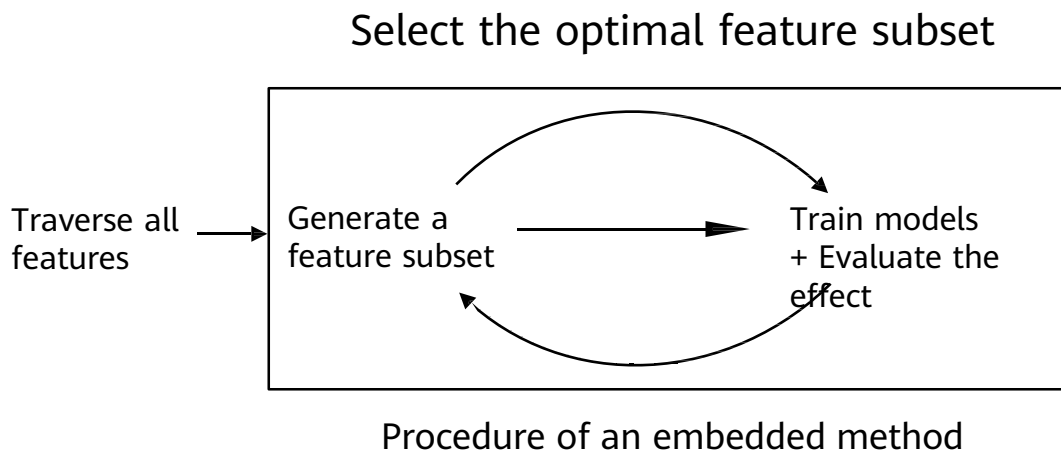 Select the optimal feature subset
Traverse all
features
Generate a
feature subset
Train models
+ Evaluate the
effect
Procedure of an embedded method